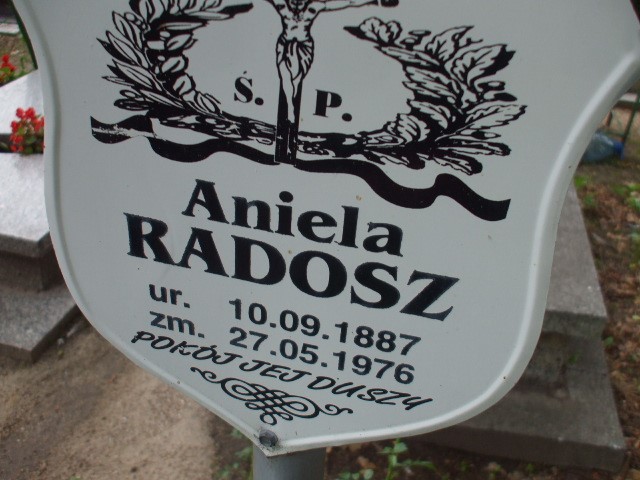 Ś. P.
Aniela
RADOSZ
ur. 10.09.1887
zm. 27.05.1976
POKÓJ JEJ DUSZY